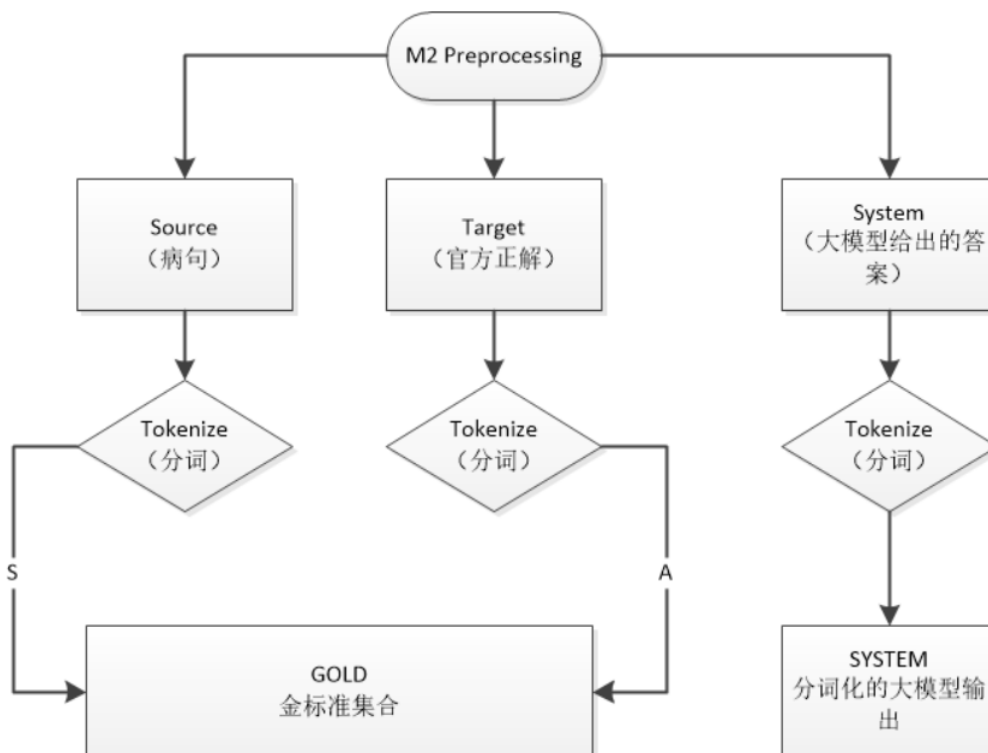 M2 Preprocessing
Source
（病句）
Target
（官方正解）
System
（大模型给出的答
案）
Tokenize
（分词）
Tokenize
（分词）
Tokenize
（分词）
S
A
GOLD
金标准集合
SYSTEM
分词化的大模型输
出